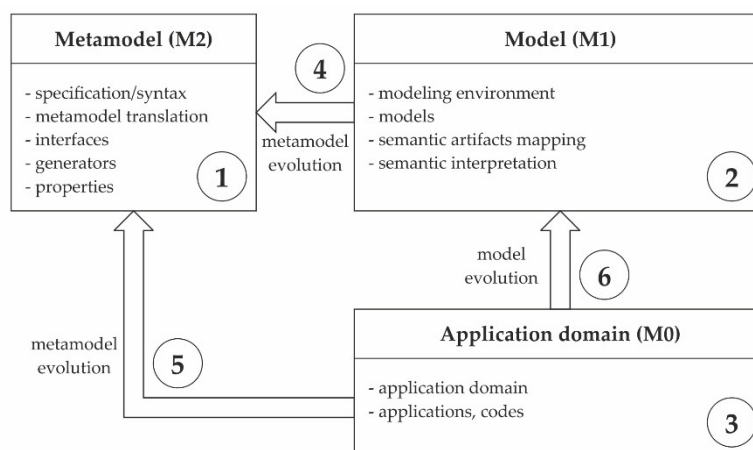 Metamodel (M2)
- specification/syntax
- metamodel translation
- interfaces
- generators
- properties
1
4
metamodel
evolution
Model (M1)
- modeling environment
- models
- semantic artifacts mapping
- semantic interpretation
2
model
evolution
6
metamodel
evolution
5
Application domain (M0)
- application domain
- applications, codes
3